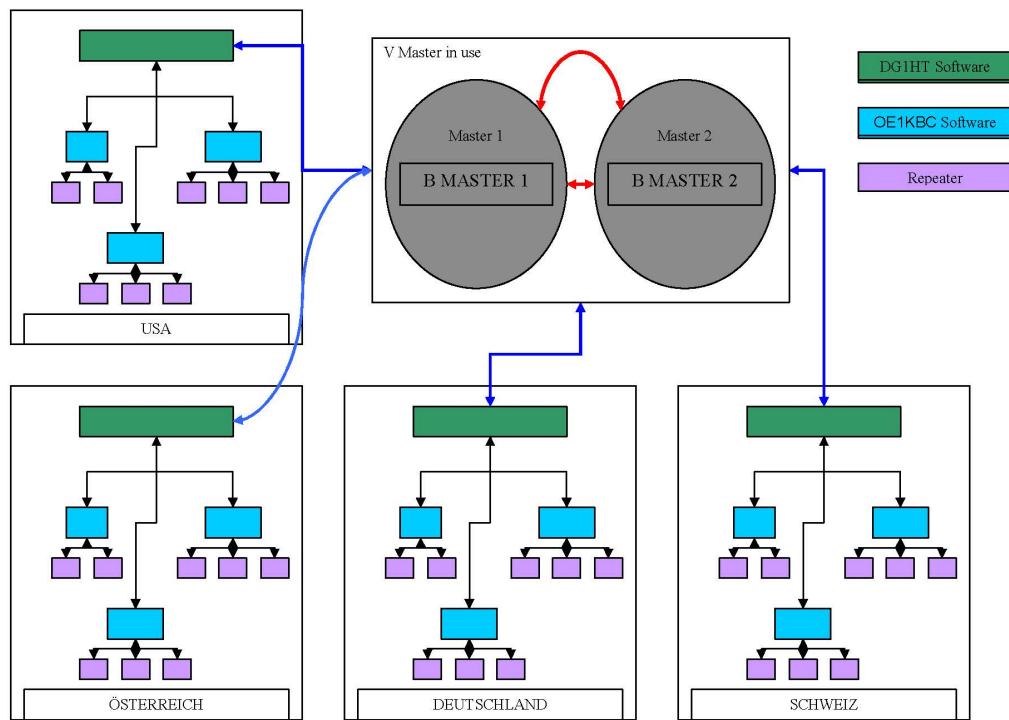 V Master in use
Master 1
Master 2
B MASTER 1
B MASTER 2
DG1HT Software
OE1KBC Software
Repeater
USA
ÖSTERREICH
DEUTSCHLAND
SCHWEIZ